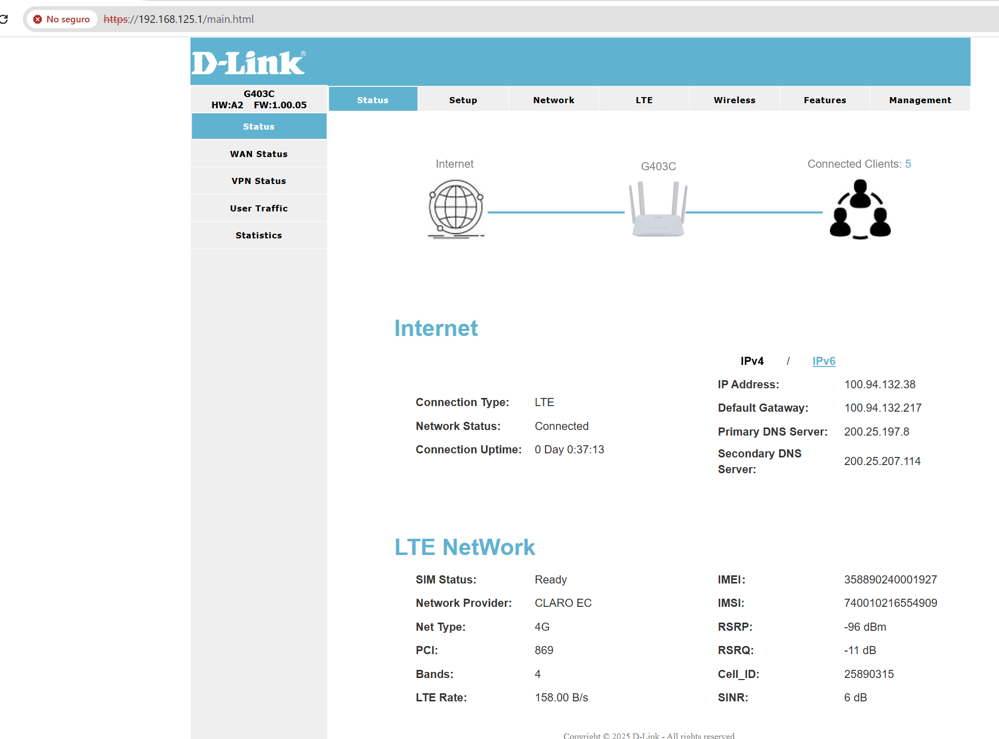 No seguro https://192.168.125.1/main.html
D-Link®
G403C
HW:A2 FW:1.00.05
Status Setup Network LTE Wireless Features Management
Status
WAN Status
VPN Status
User Traffic
Statistics
Internet
G403C
Connected Clients: 5
Internet
IPv4 / IPv6
Connection Type: LTE
Network Status: Connected
Connection Uptime: 0 Day 0:37:13
IP Address: 100.94.132.38
Default Gataway: 100.94.132.217
Primary DNS Server: 200.25.197.8
Secondary DNS
Server: 200.25.207.114
LTE NetWork
SIM Status: Ready
Network Provider: CLARO EC
Net Type: 4G
PCI: 869
Bands: 4
LTE Rate: 158.00 B/s
IMEI: 358890240001927
IMSI: 740010216554909
RSRP: -96 dBm
RSRQ: -11 dB
Cell_ID: 25890315
SINR: 6 dB
Copyright © 2025 D-Link - All rights reserved